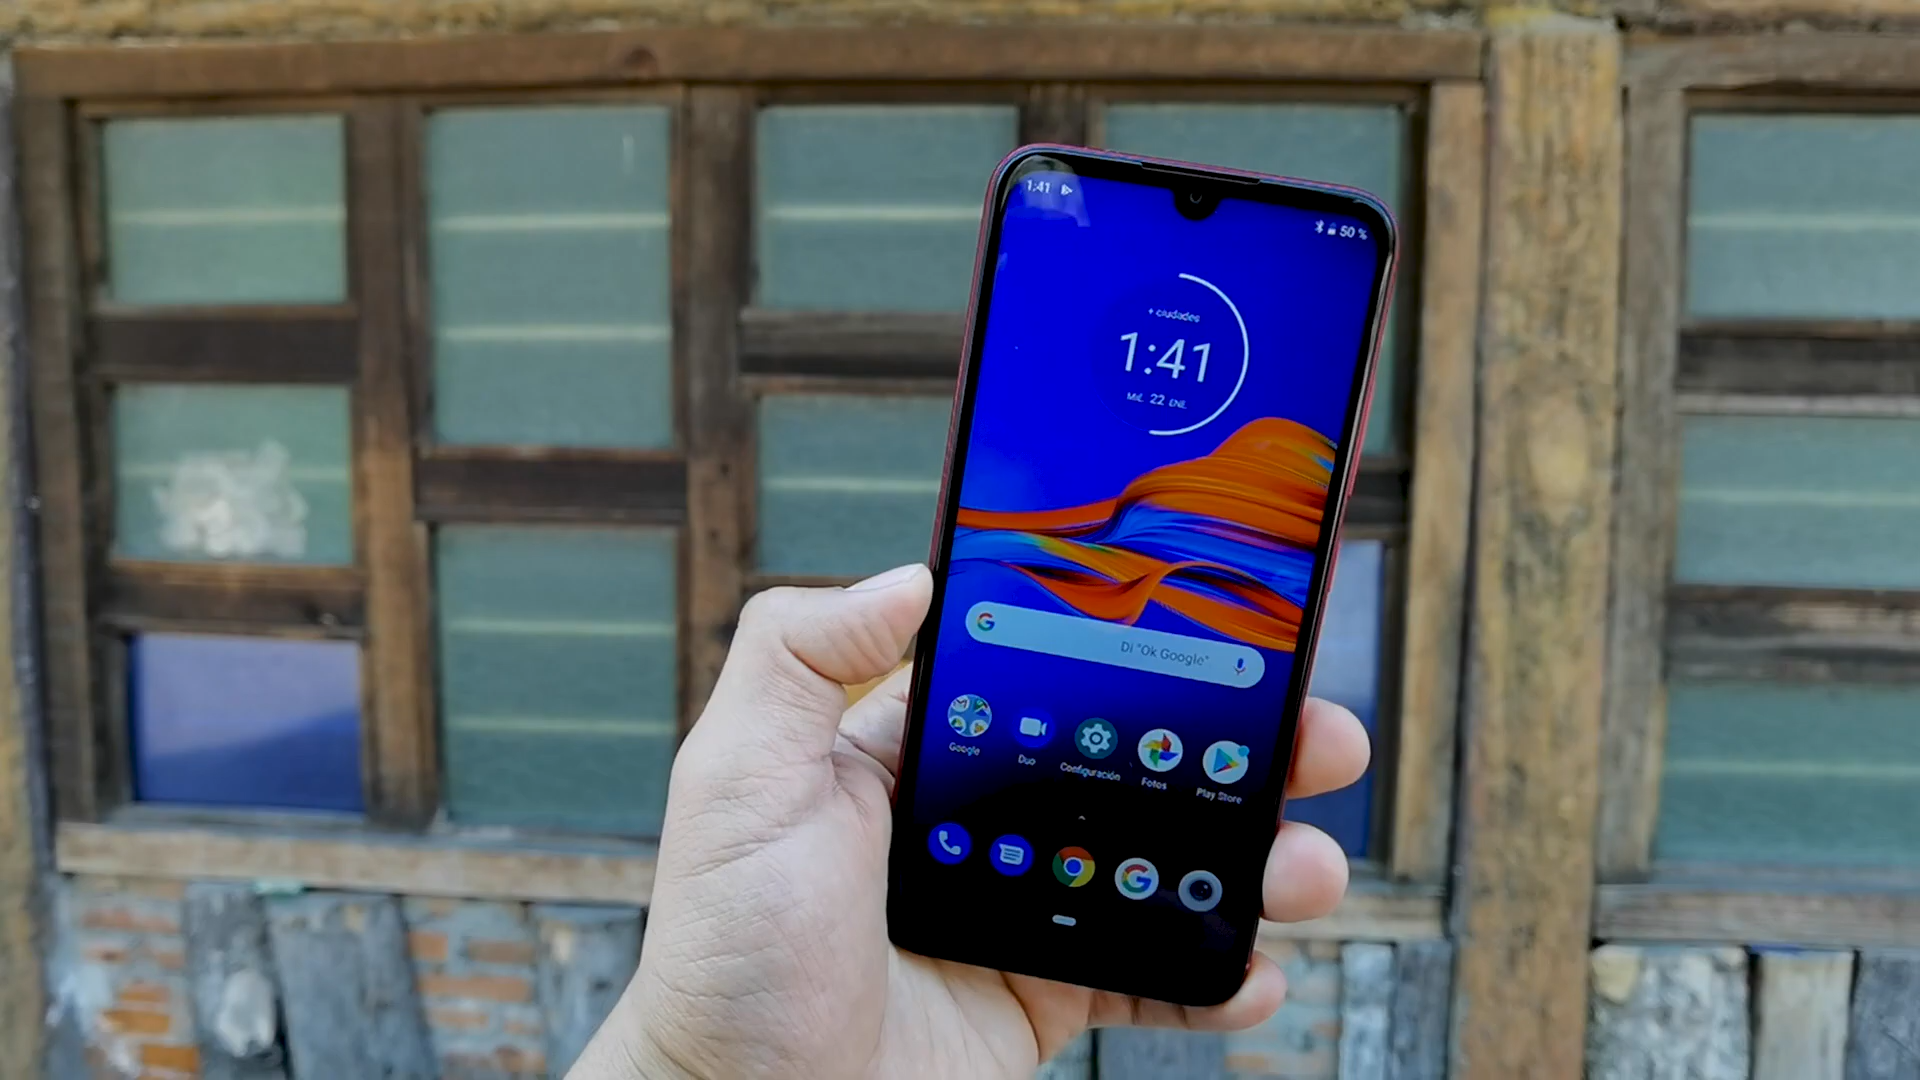 1:41
50 %
+ ciudades
1:41
MIÉ. 22 ENE.
Di "Ok Google"
Google
Duo
Configuración
Fotos
Play Store